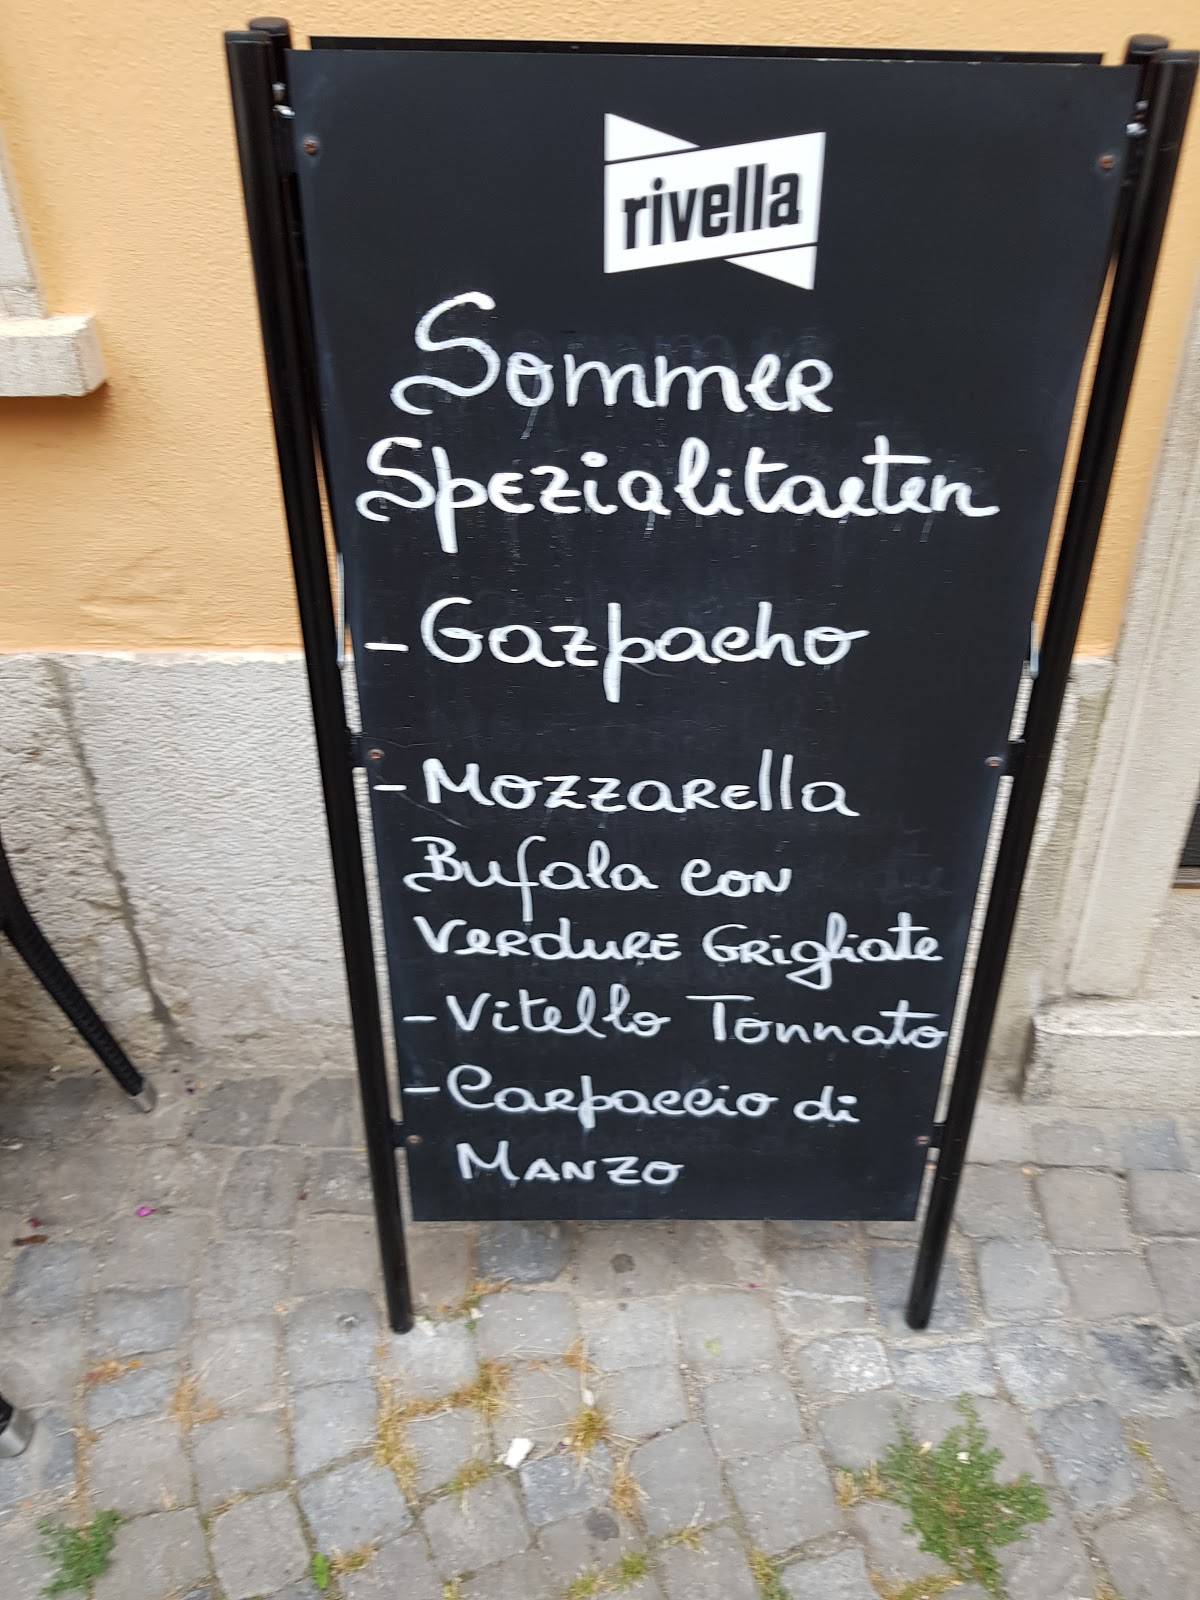 rivella
Sommer
Spezialitaeten
- Gazpacho
- Mozzarella
Bufala con
Verdure Grigliate
- Vitello Tonnato
- Carpaccio di
Manzo